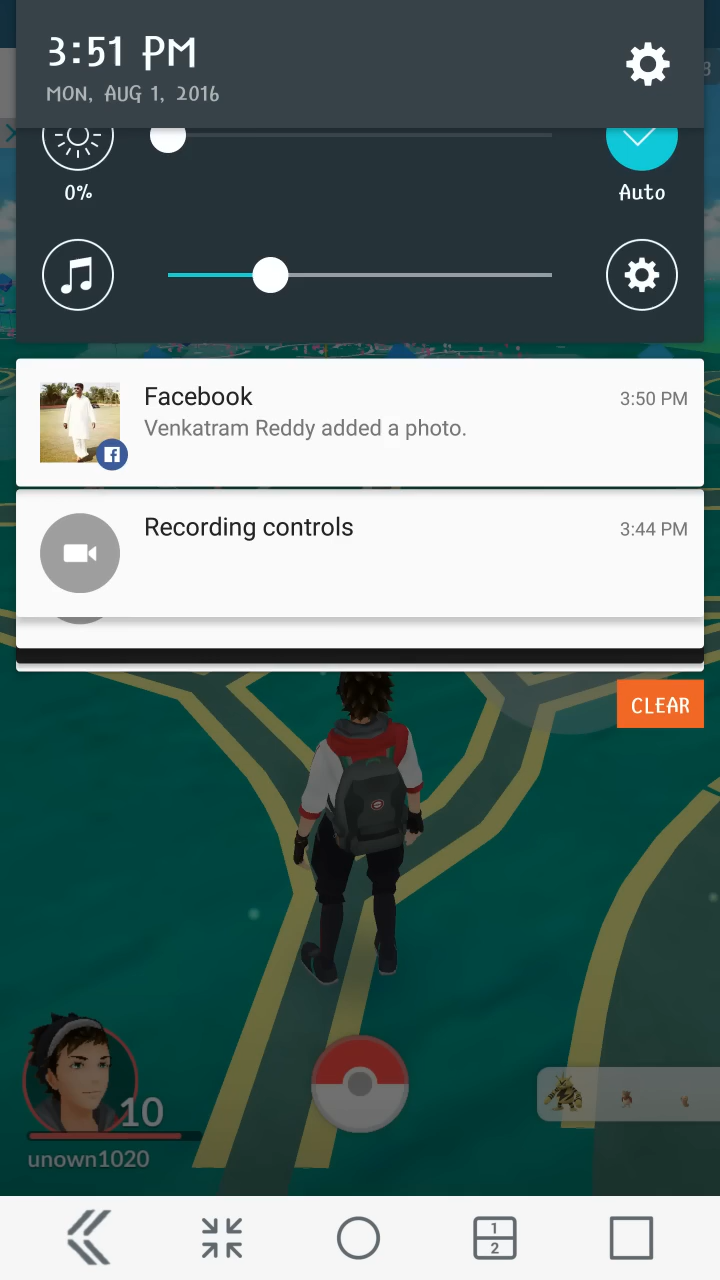 3:51 PM
MON, AUG 1, 2016
0%
Auto
Facebook
3:50 PM
Venkatram Reddy added a photo.
Recording controls
3:44 PM
CLEAR
10
unown1020
1
2